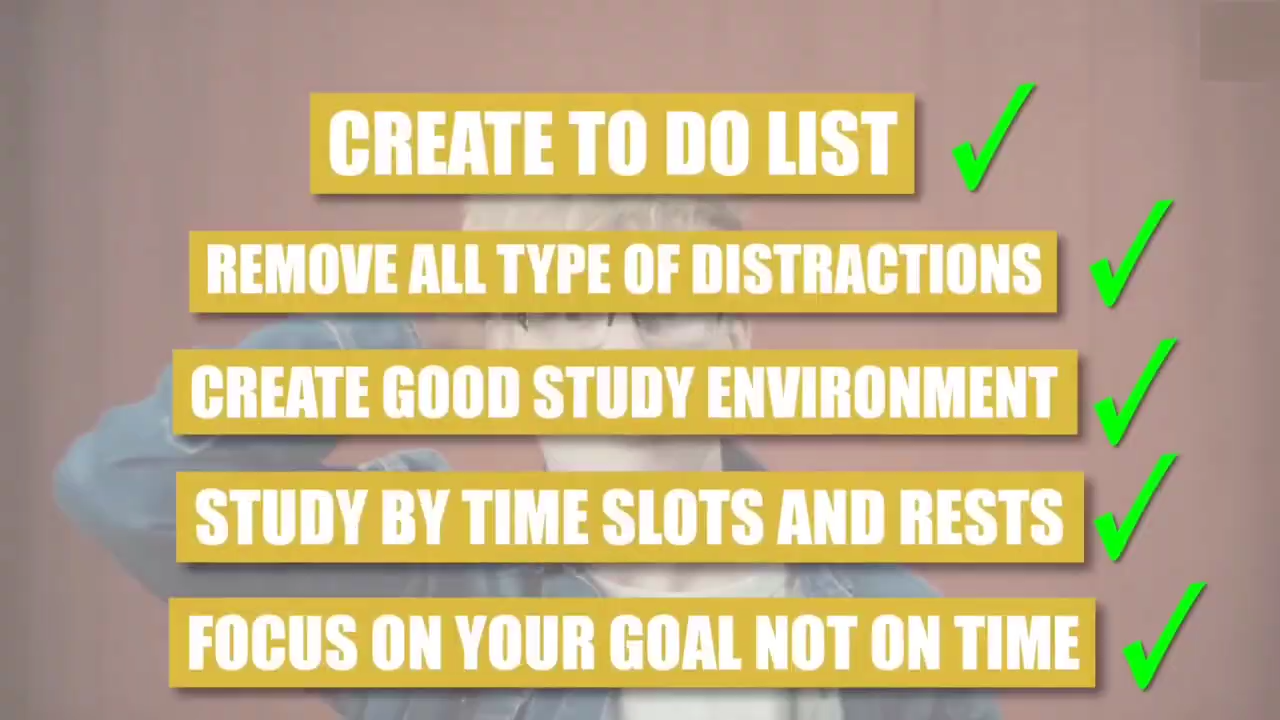 CREATE TO DO LIST
REMOVE ALL TYPE OF DISTRACTIONS
CREATE GOOD STUDY ENVIRONMENT
STUDY BY TIME SLOTS AND RESTS
FOCUS ON YOUR GOAL NOT ON TIME